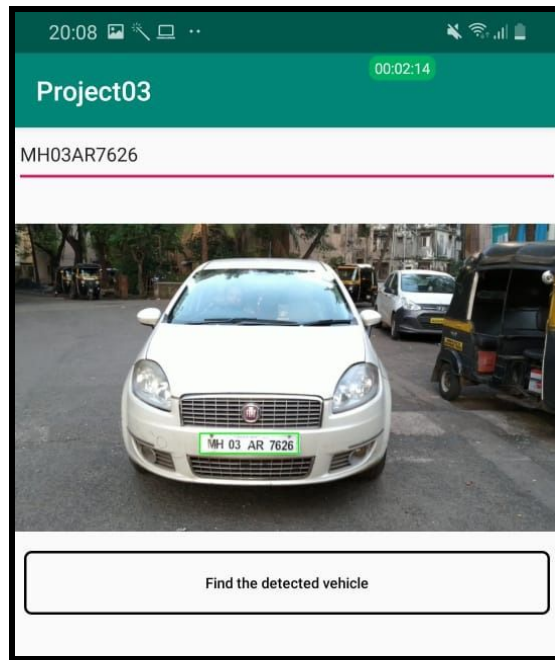 20:08
00:02:14
Project03
MH03AR7626
MH 03 AR 7626
Find the detected vehicle